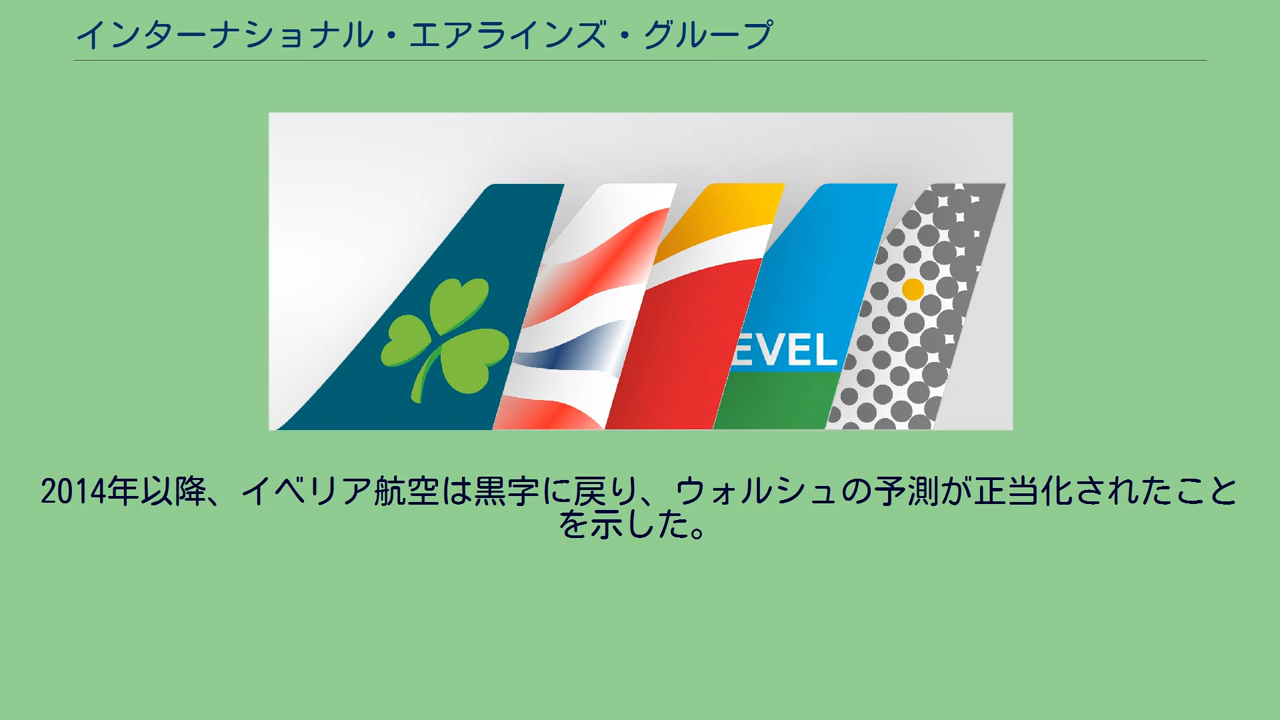 インターナショナル・エアラインズ・グループ
EVEL
2014年以降、イベリア航空は黒字に戻り、ウォルシュの予測が正当化されたこと
を示した。